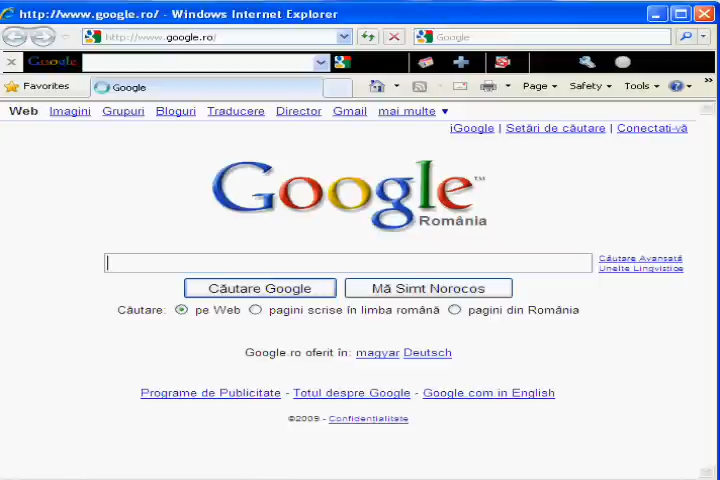 http://www.google.ro/ - Windows Internet Explorer
http://www.google.ro/ Google
Google
Favorites Google Page Safety Tools
Web Imagini Grupuri Bloguri Traducere Director Gmail mai multe ▼
iGoogle | Setări de căutare | Conectati-vă
Google™
România
Căutare Avansată
Unelte Lingvistice
Căutare Google Mă Simt Norocos
Căutare: pe Web pagini scrise în limba română pagini din România
Google.ro oferit în: magyar Deutsch
Programe de Publicitate - Totul despre Google - Google.com in English
©2009 - Confidenţialitate